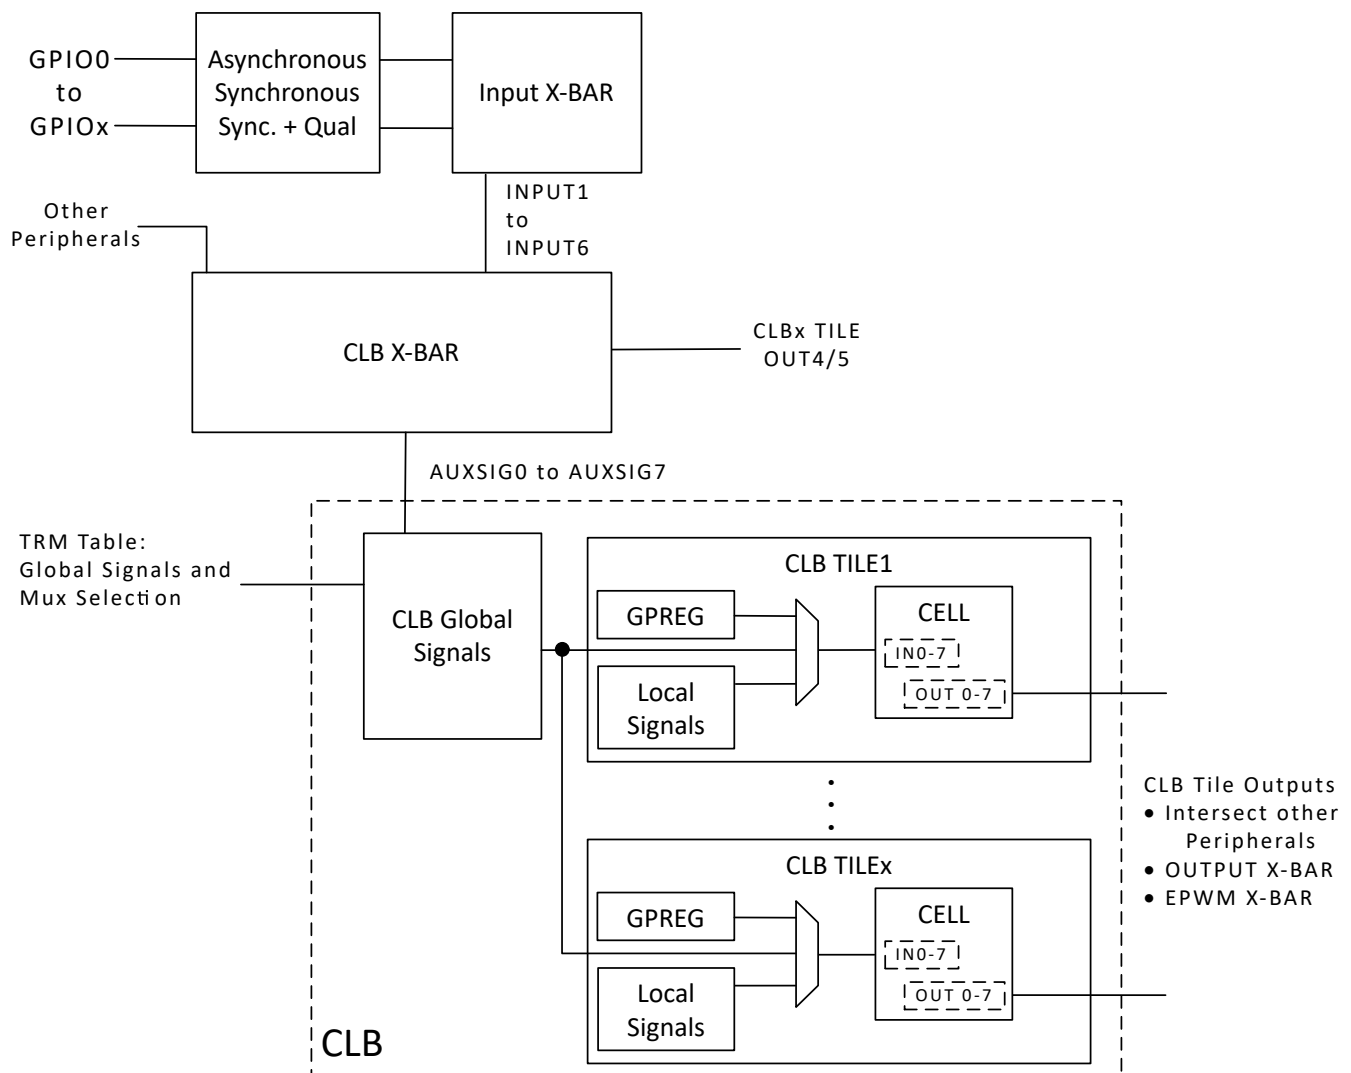 GPIO0
to
GPIOx
Asynchronous
Synchronous
Sync. + Qual
Input X-BAR
INPUT1
to
INPUT6
Other
Peripherals
CLB X-BAR
CLBx TILE
OUT4/5
AUXSIG0 to AUXSIG7
TRM Table:
Global Signals and
Mux Selection
CLB Global
Signals
CLB TILE1
GPREG
Local
Signals
CELL
IN0-7
OUT 0-7
CLB TILEx
GPREG
Local
Signals
CELL
IN0-7
OUT 0-7
CLB Tile Outputs
• Intersect other
Peripherals
• OUTPUT X-BAR
• EPWM X-BAR
CLB